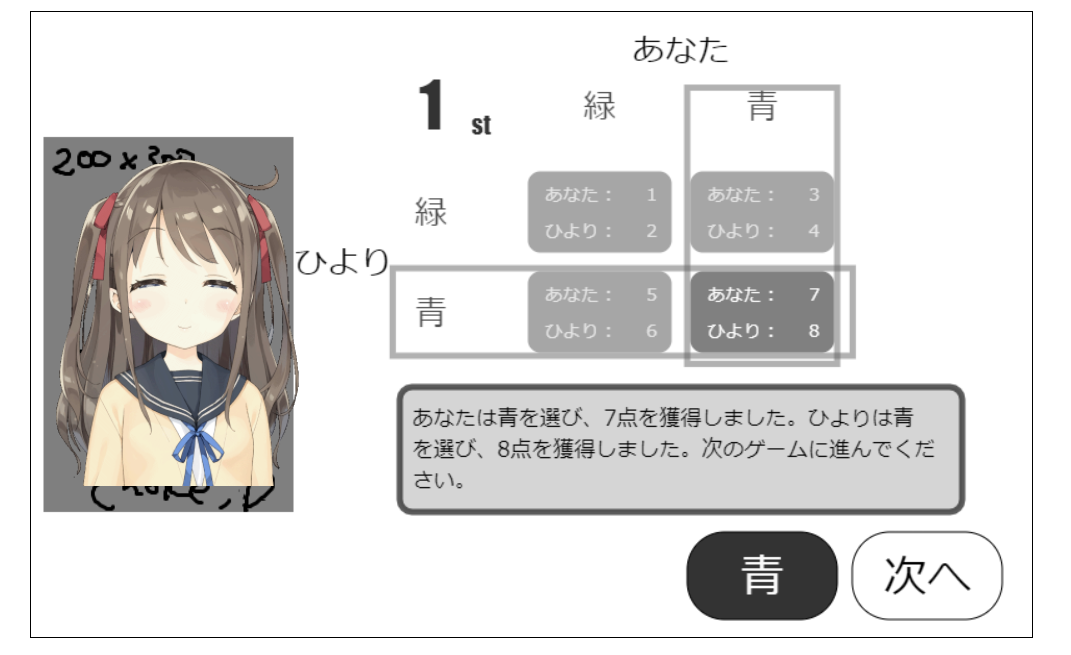 あなた
1 st
緑 青
200 x 300
緑
あなた： 1 あなた： 3
ひより： 2 ひより： 4
ひより
青
あなた： 5 あなた： 7
ひより： 6 ひより： 8
あなたは青を選び、7点を獲得しました。ひよりは青
を選び、8点を獲得しました。次のゲームに進んでくだ
さい。
青 次へ